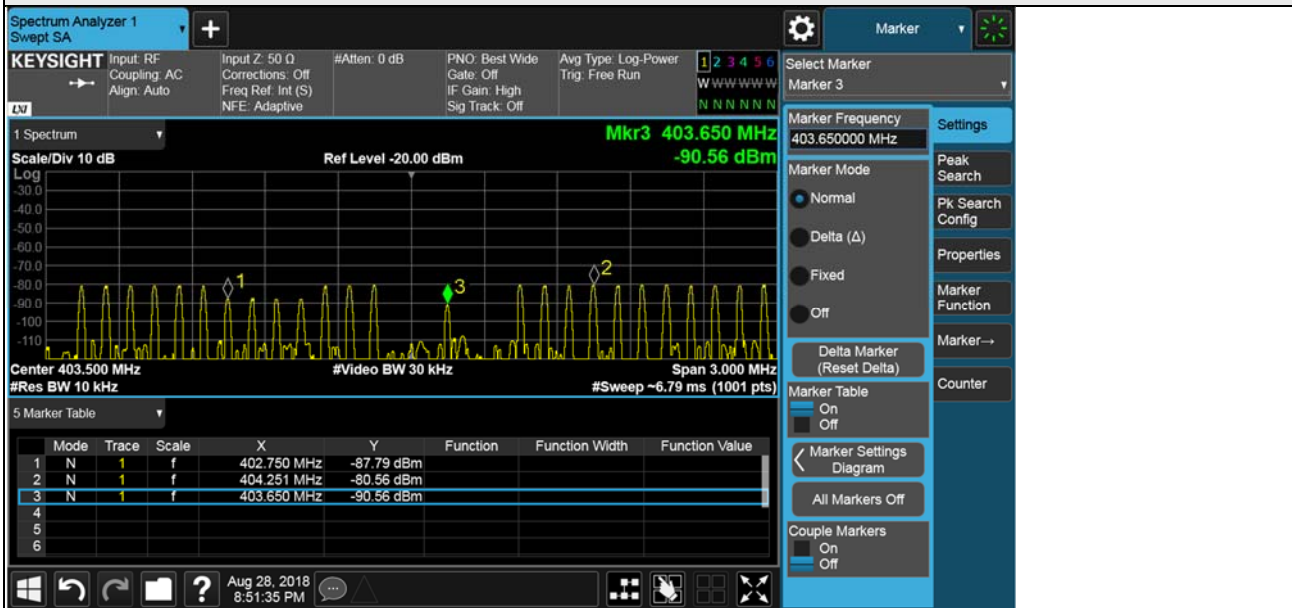 Spectrum Analyzer 1
Swept SA
+
Marker
KEYSIGHT
Input: RF
Coupling: AC
Align: Auto
Input Z: 50 Ω
Corrections: Off
Freq Ref: Int (S)
NFE: Adaptive
#Atten: 0 dB
PNO: Best Wide
Gate: Off
IF Gain: High
Sig Track: Off
Avg Type: Log-Power
Trig: Free Run
1 2 3 4 5 6
W W W W W W
N N N N N N
LXI
Select Marker
Marker 3
1 Spectrum
Mkr3 403.650 MHz
-90.56 dBm
Scale/Div 10 dB
Ref Level -20.00 dBm
Log
-30.0
-40.0
-50.0
-60.0
-70.0
-80.0
-90.0
-100
-110
1
2
3
Center 403.500 MHz
#Video BW 30 kHz
Span 3.000 MHz
#Res BW 10 kHz
#Sweep ~6.79 ms (1001 pts)
5 Marker Table
Mode Trace Scale X Y Function Function Width Function Value
1 N 1 f 402.750 MHz -87.79 dBm
2 N 1 f 404.251 MHz -80.56 dBm
3 N 1 f 403.650 MHz -90.56 dBm
4
5
6
Marker Frequency
403.650000 MHz
Marker Mode
Normal
Delta (Δ)
Fixed
Off
Delta Marker
(Reset Delta)
Marker Table
On
Off
Marker Settings
Diagram
All Markers Off
Couple Markers
On
Off
Settings
Peak
Search
Pk Search
Config
Properties
Marker
Function
Marker→
Counter
?
Aug 28, 2018
8:51:35 PM